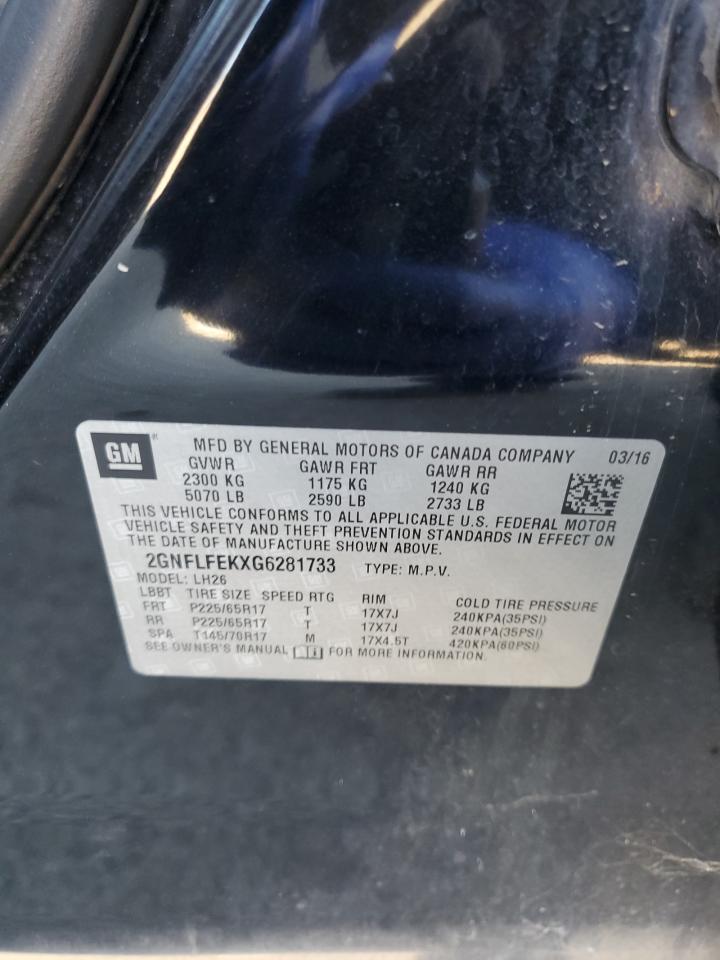 GM
MFD BY GENERAL MOTORS OF CANADA COMPANY 03/16
GVWR GAWR FRT GAWR RR
2300 KG 1175 KG 1240 KG
5070 LB 2590 LB 2733 LB
THIS VEHICLE CONFORMS TO ALL APPLICABLE U.S. FEDERAL MOTOR
VEHICLE SAFETY AND THEFT PREVENTION STANDARDS IN EFFECT ON
THE DATE OF MANUFACTURE SHOWN ABOVE.
2GNFLFEKXG6281733 TYPE: M.P.V.
MODEL: LH26
LBBT TIRE SIZE SPEED RTG RIM COLD TIRE PRESSURE
FRT P225/65R17 T 17X7J 240KPA(35PSI)
RR P225/65R17 T 17X7J 240KPA(35PSI)
SPA T145/70R17 M 17X4.5T 420KPA(60PSI)
SEE OWNER'S MANUAL FOR MORE INFORMATION.